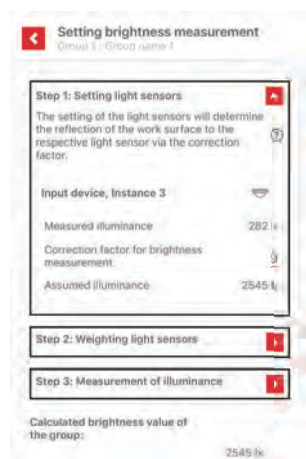 Setting brightness measurement
Group 1 : Group name 1
Step 1: Setting light sensors
The setting of the light sensors will determine
the reflection of the work surface to the
respective light sensor via the correction
factor.
Input device, Instance 3
Measured illuminance 282 lx
Correction factor for brightness
measurement 9
Assumed illuminance 2545 lx
Step 2: Weighting light sensors
Step 3: Measurement of illuminance
Calculated brightness value of
the group:
2545 lx